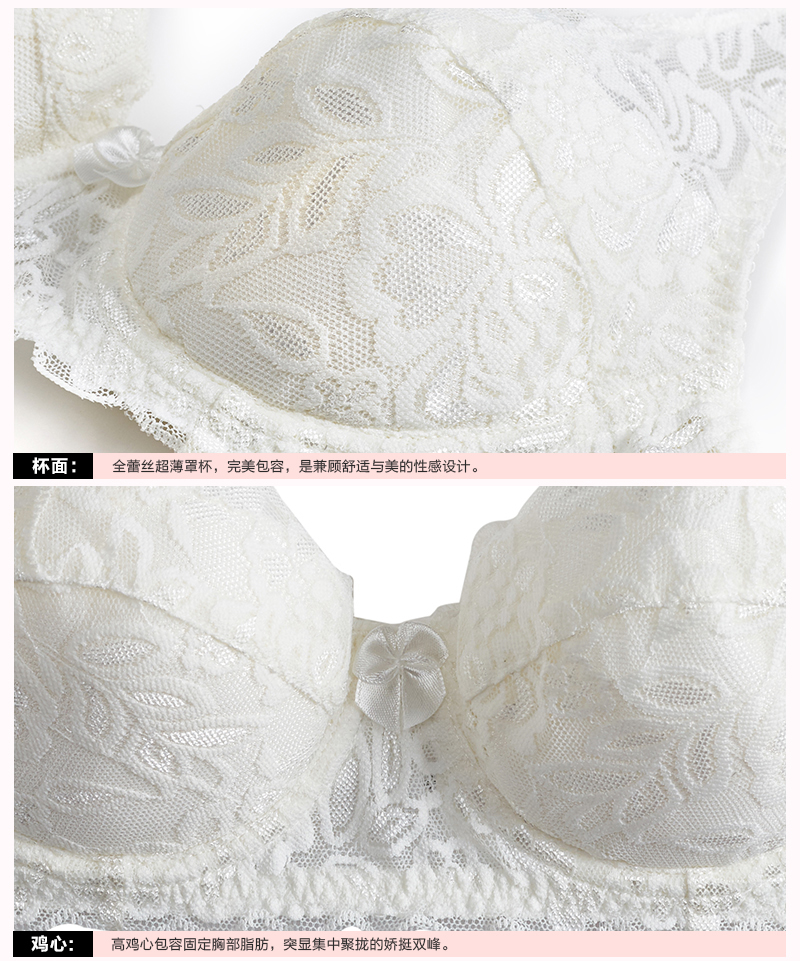 杯面： 全蕾丝超薄罩杯，完美包容，是兼顾舒适与美的性感设计。
鸡心： 高鸡心包容固定胸部脂肪，突显集中聚拢的娇挺双峰。